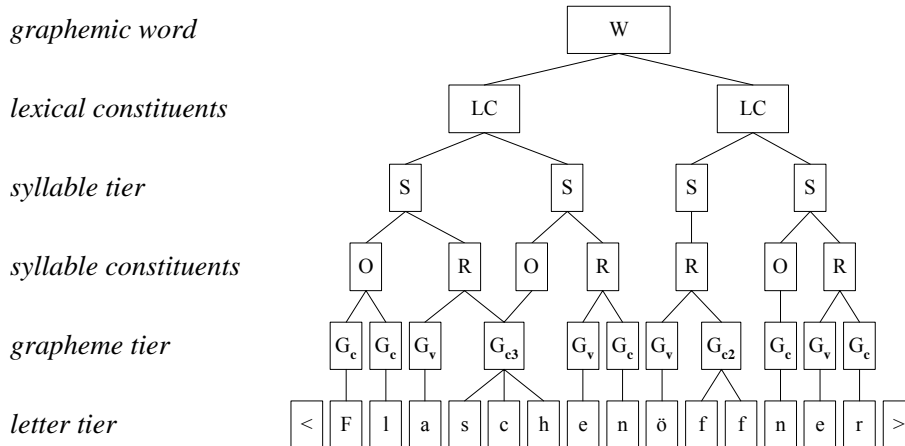 graphemic word W
lexical constituents LC LC
syllable tier S S S S
syllable constituents O R O R R O R
grapheme tier Gc Gc Gv Gc3 Gv Gc Gv Gc2 Gc Gv Gc
letter tier < F l a s c h e n ö f f n e r >